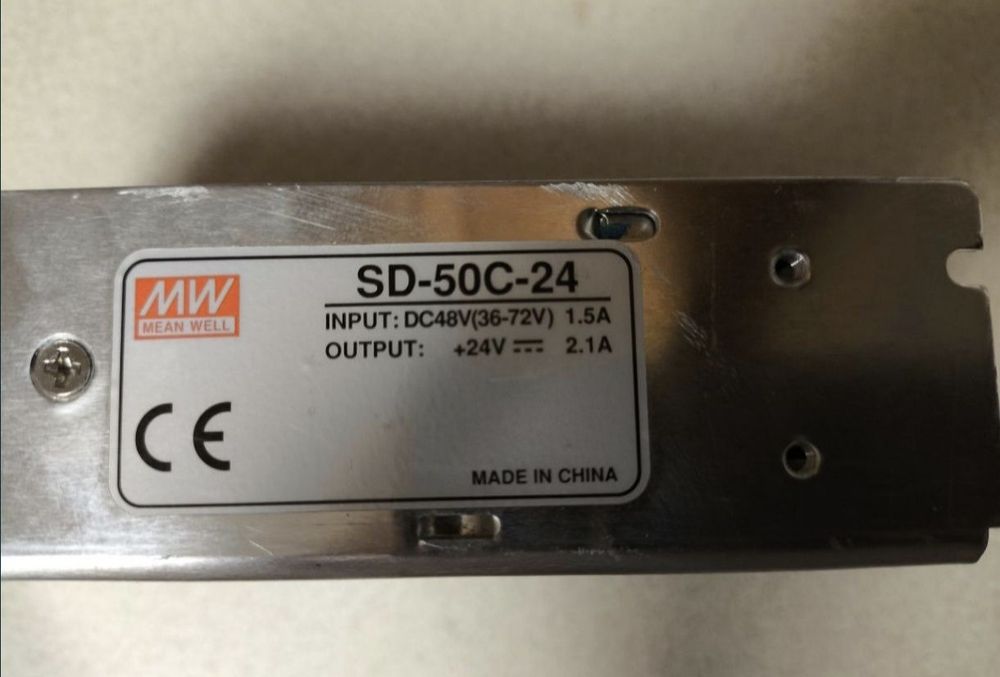 MW
MEAN WELL
SD-50C-24
INPUT: DC48V(36-72V) 1.5A
OUTPUT: +24V ⎓ 2.1A
CE
MADE IN CHINA